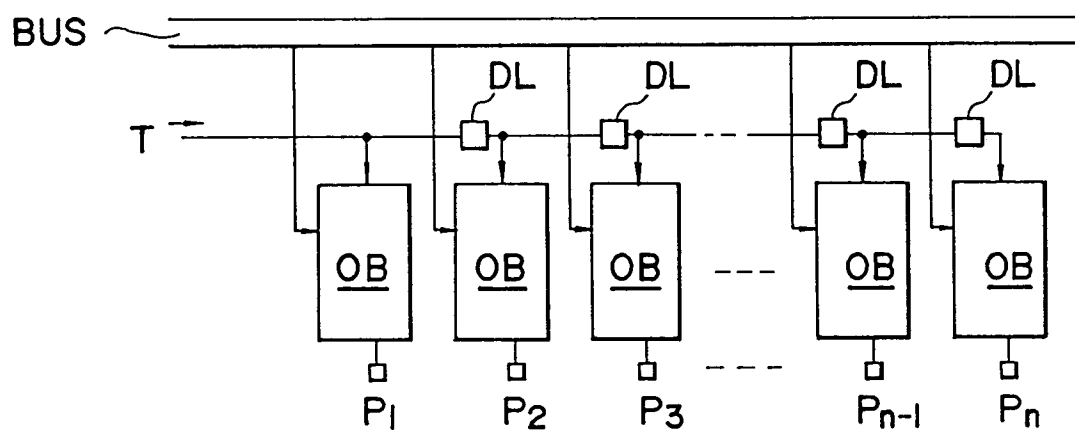 BUS
DL DL DL DL
T
OB OB OB OB OB
P1 P2 P3 Pn-1 Pn